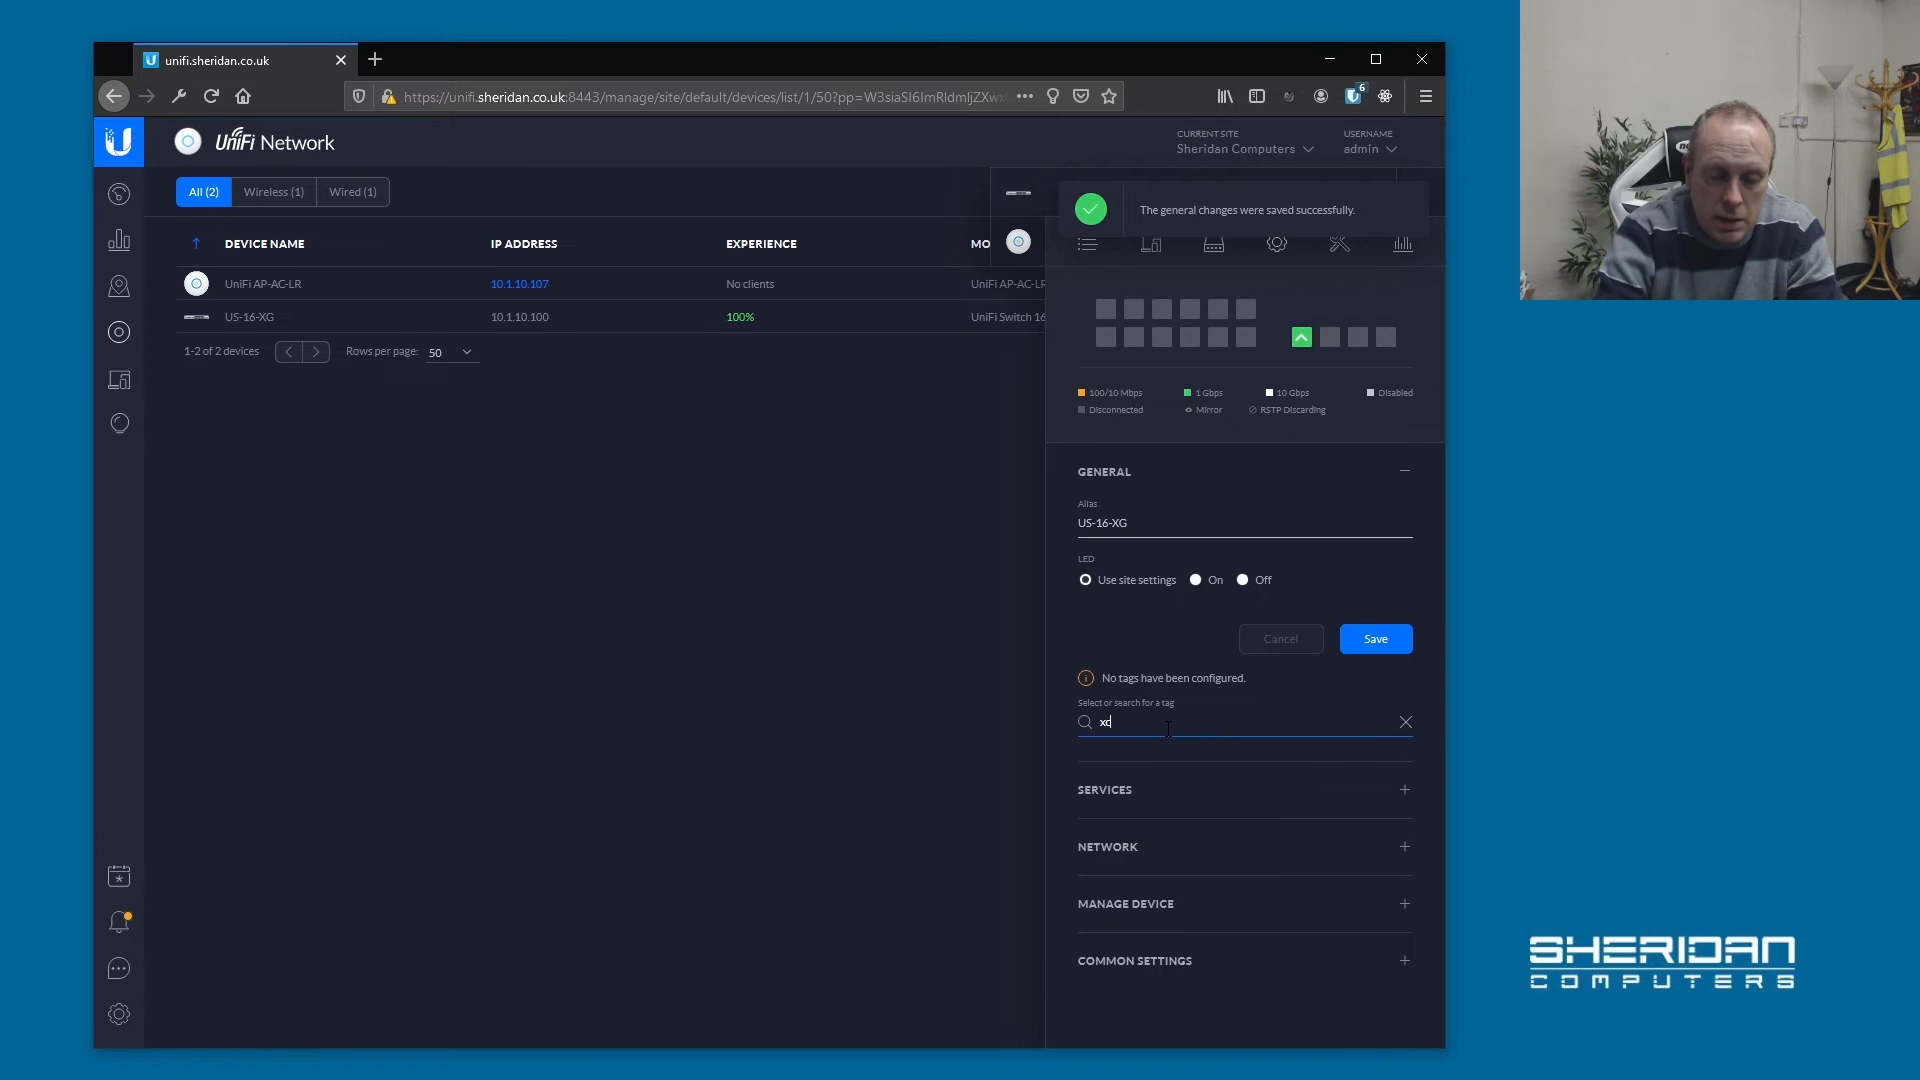 unifi.sheridan.co.uk
https://unifi.sheridan.co.uk:8443/manage/site/default/devices/list/1/50?pp=W3siaSI6ImRldmljZXwx
6
UniFi Network
CURRENT SITE
Sheridan Computers
USERNAME
admin
All (2)
Wireless (1)
Wired (1)
The general changes were saved successfully.
DEVICE NAME
IP ADDRESS
EXPERIENCE
MO
UniFi AP-AC-LR
10.1.10.107
No clients
UniFi AP-AC-LR
US-16-XG
10.1.10.100
100%
UniFi Switch 16
1-2 of 2 devices
Rows per page:
50
100/10 Mbps
1 Gbps
10 Gbps
Disabled
Disconnected
Mirror
RSTP Discarding
GENERAL
Alias
US-16-XG
LED
Use site settings
On
Off
Cancel
Save
No tags have been configured.
Select or search for a tag
xc
SERVICES
NETWORK
MANAGE DEVICE
COMMON SETTINGS
SHERIDAN
COMPUTERS